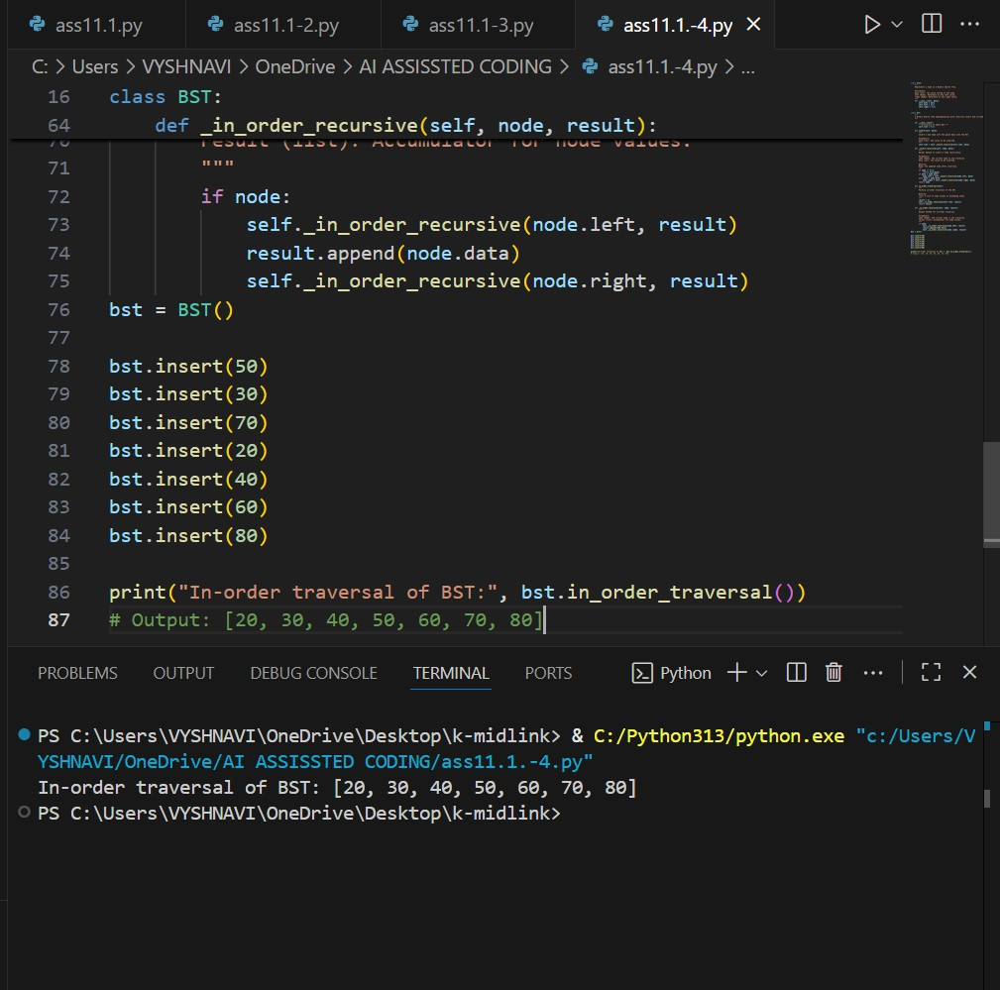 ass11.1.py ass11.1-2.py ass11.1-3.py ass11.1.-4.py
C: > Users > VYSHNAVI > OneDrive > AI ASSISSTED CODING > ass11.1.-4.py > ...
16 class BST:
64 def _in_order_recursive(self, node, result):
70 result (list): Accumulator for node values.
71 """
72 if node:
73 self._in_order_recursive(node.left, result)
74 result.append(node.data)
75 self._in_order_recursive(node.right, result)
76 bst = BST()
77
78 bst.insert(50)
79 bst.insert(30)
80 bst.insert(70)
81 bst.insert(20)
82 bst.insert(40)
83 bst.insert(60)
84 bst.insert(80)
85
86 print("In-order traversal of BST:", bst.in_order_traversal())
87 # Output: [20, 30, 40, 50, 60, 70, 80]
PROBLEMS OUTPUT DEBUG CONSOLE TERMINAL PORTS Python
PS C:\Users\VYSHNAVI\OneDrive\Desktop\k-midlink> & C:/Python313/python.exe "c:/Users/V
YSHNAVI/OneDrive/AI ASSISSTED CODING/ass11.1.-4.py"
In-order traversal of BST: [20, 30, 40, 50, 60, 70, 80]
PS C:\Users\VYSHNAVI\OneDrive\Desktop\k-midlink>